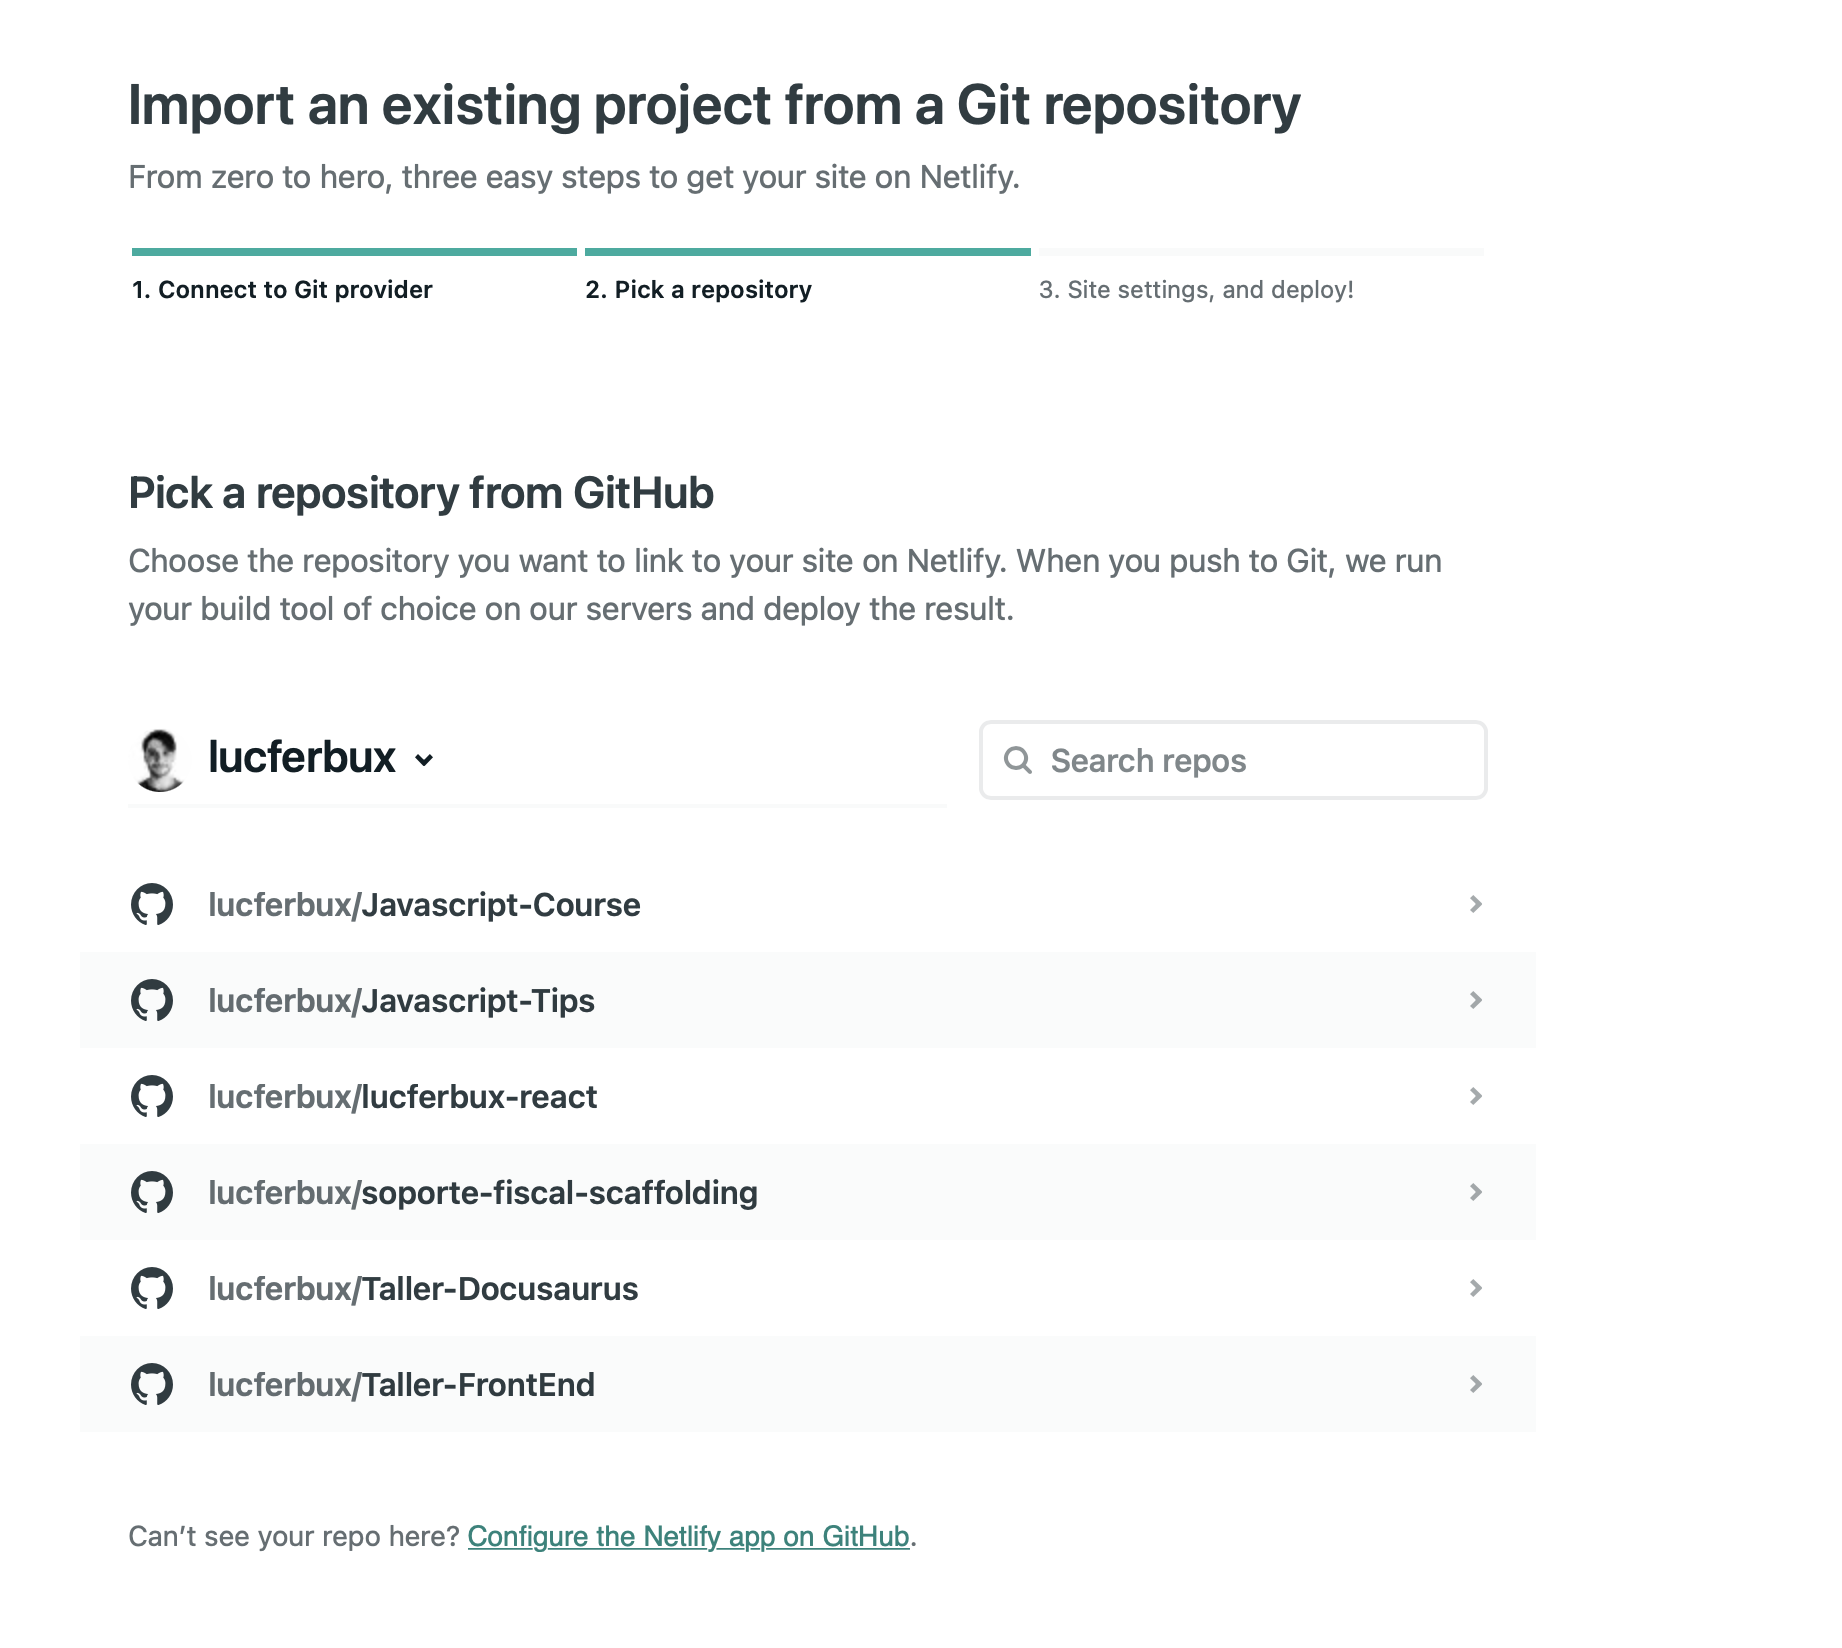 Import an existing project from a Git repository
From zero to hero, three easy steps to get your site on Netlify.
1. Connect to Git provider
2. Pick a repository
3. Site settings, and deploy!
Pick a repository from GitHub
Choose the repository you want to link to your site on Netlify. When you push to Git, we run
your build tool of choice on our servers and deploy the result.
lucferbux
Search repos
lucferbux/Javascript-Course
lucferbux/Javascript-Tips
lucferbux/lucferbux-react
lucferbux/soporte-fiscal-scaffolding
lucferbux/Taller-Docusaurus
lucferbux/Taller-FrontEnd
Can’t see your repo here? Configure the Netlify app on GitHub.